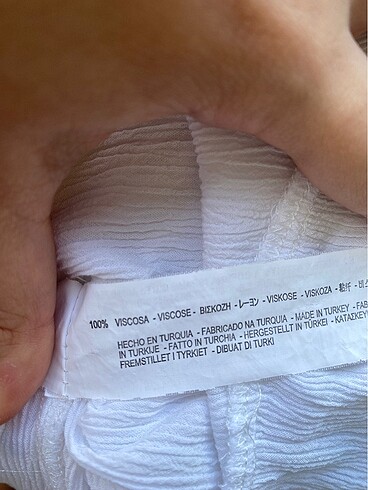 100% VISCOSA - VISCOSE - ΒΙΣΚΟΖΗ - レーヨン - VISKOSE - VISKOZA -
HECHO EN TURQUIA - FABRICADO NA TURQUIA - MADE IN TURKEY - FAB
IN TURKIJE - FATTO IN TURCHIA - HERGESTELLT IN TÜRKEI - ΚΑΤΑΣΚΕΥ
FREMSTILLET I TYRKIET - DIBUAT DI TURKI